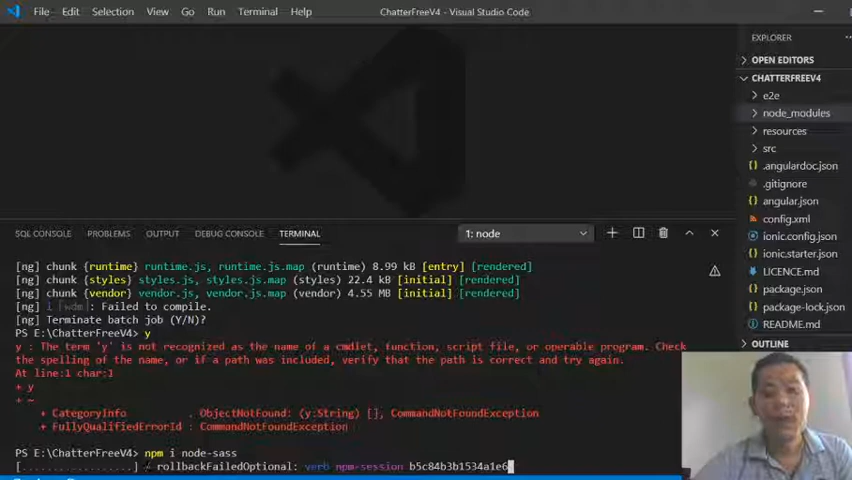 File Edit Selection View Go Run Terminal Help ChatterFreeV4 - Visual Studio Code
EXPLORER
OPEN EDITORS
CHATTERFREEV4
e2e
node_modules
resources
src
.angulardoc.json
.gitignore
angular.json
config.xml
ionic.config.json
ionic.starter.json
LICENCE.md
package.json
package-lock.json
README.md
OUTLINE
SQL CONSOLE PROBLEMS OUTPUT DEBUG CONSOLE TERMINAL 1: node
[ng] chunk {runtime} runtime.js, runtime.js.map (runtime) 8.99 kB [entry] [rendered]
[ng] chunk {styles} styles.js, styles.js.map (styles) 22.4 kB [initial] [rendered]
[ng] chunk {vendor} vendor.js, vendor.js.map (vendor) 4.55 MB [initial] [rendered]
[ng] i 「wdm」: Failed to compile.
[ng] Terminate batch job (Y/N)?
PS E:\ChatterFreeV4> y
y : The term 'y' is not recognized as the name of a cmdlet, function, script file, or operable program. Check
the spelling of the name, or if a path was included, verify that the path is correct and try again.
At line:1 char:1
+ y
+ ~
+ CategoryInfo : ObjectNotFound: (y:String) [], CommandNotFoundException
+ FullyQualifiedErrorId : CommandNotFoundException
PS E:\ChatterFreeV4> npm i node-sass
[..................] / rollbackFailedOptional: verb npm-session b5c84b3b1534a1e6